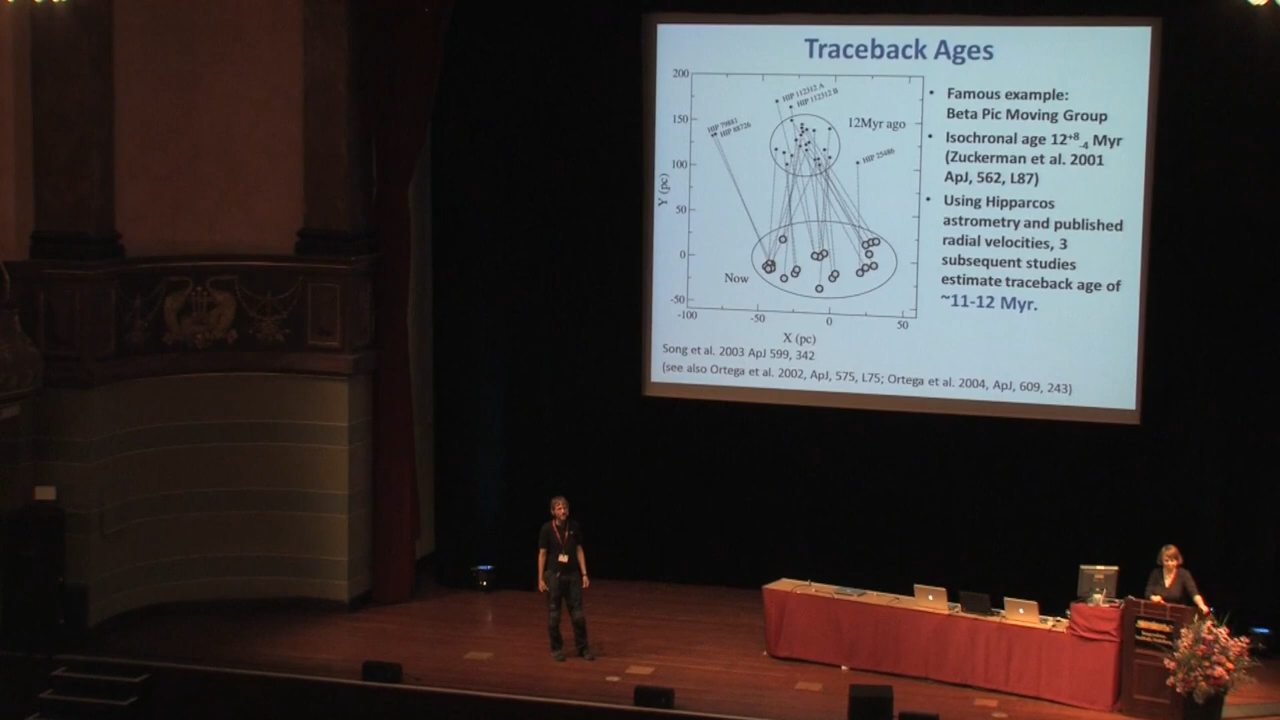 Traceback Ages
200
150
100
50
0
-50
-100
-50
0
50
Y (pc)
X (pc)
HIP 112312 A
HIP 112312 B
HIP 79881
HIP 88726
HIP 25486
12Myr ago
Now
• Famous example:
Beta Pic Moving Group
• Isochronal age 12+8-4 Myr
(Zuckerman et al. 2001
ApJ, 562, L87)
• Using Hipparcos
astrometry and published
radial velocities, 3
subsequent studies
estimate traceback age of
~11-12 Myr.
Song et al. 2003 ApJ 599, 342
(see also Ortega et al. 2002, ApJ, 575, L75; Ortega et al. 2004, ApJ, 609, 243)